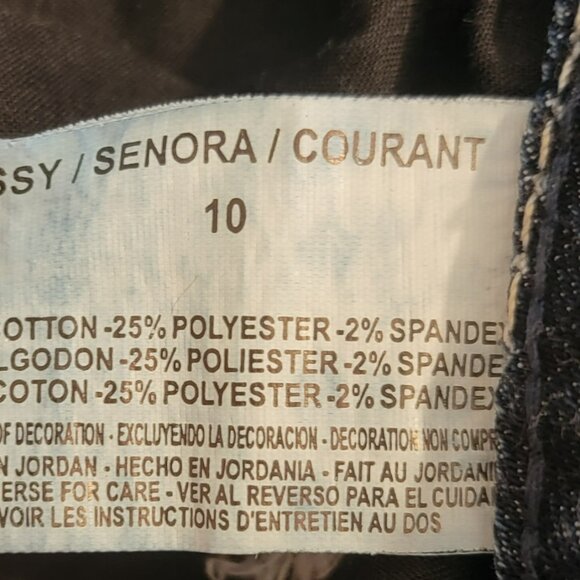 SSY / SENORA / COURANT
10
COTTON -25% POLYESTER -2% SPANDEX
LGODON -25% POLIESTER -2% SPANDE
COTON -25% POLYESTER -2% SPANDEX
OF DECORATION - EXCLUYENDO LA DECORACION - DECORATION NON COMPR
N JORDAN - HECHO EN JORDANIA - FAIT AU JORDANI
ERSE FOR CARE - VER AL REVERSO PARA EL CUIDA
VOIR LES INSTRUCTIONS D'ENTRETIEN AU DOS